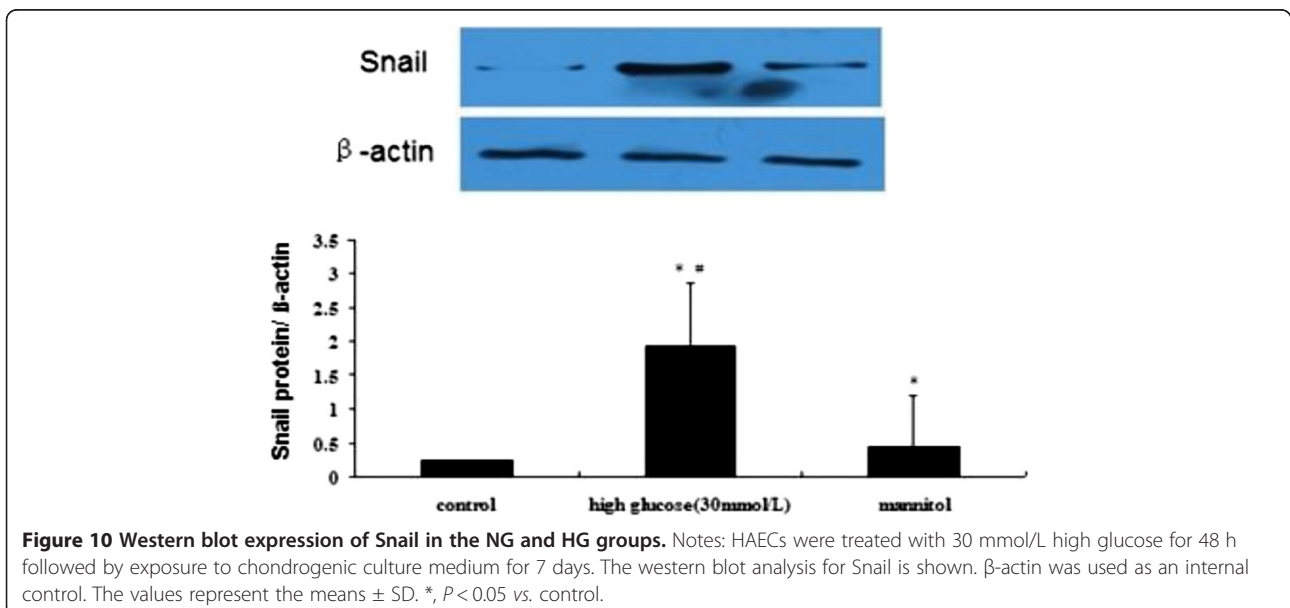 Snail
β-actin
Snail protein/ ß-actin
3.5
3
2.5
2
1.5
1
0.5
0
* #
*
control high glucose(30mmol/L) mannitol
Figure 10 Western blot expression of Snail in the NG and HG groups. Notes: HAECs were treated with 30 mmol/L high glucose for 48 h
followed by exposure to chondrogenic culture medium for 7 days. The western blot analysis for Snail is shown. β-actin was used as an internal
control. The values represent the means ± SD. *, P < 0.05 vs. control.